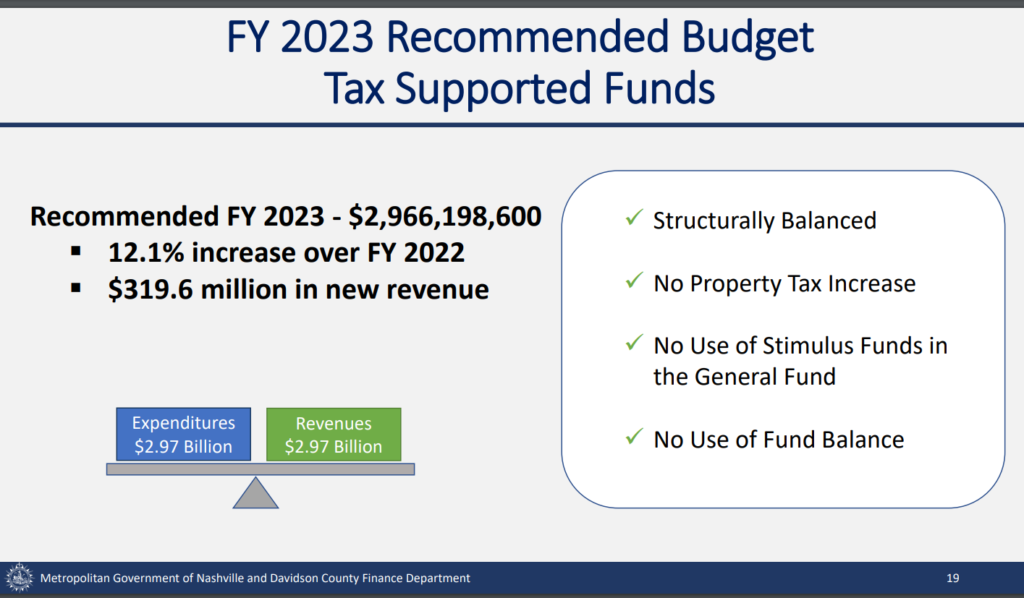 FY 2023 Recommended Budget
Tax Supported Funds
Recommended FY 2023 - $2,966,198,600
▪ 12.1% increase over FY 2022
▪ $319.6 million in new revenue
Expenditures
$2.97 Billion
Revenues
$2.97 Billion
✓ Structurally Balanced
✓ No Property Tax Increase
✓ No Use of Stimulus Funds in
the General Fund
✓ No Use of Fund Balance
Metropolitan Government of Nashville and Davidson County Finance Department
19